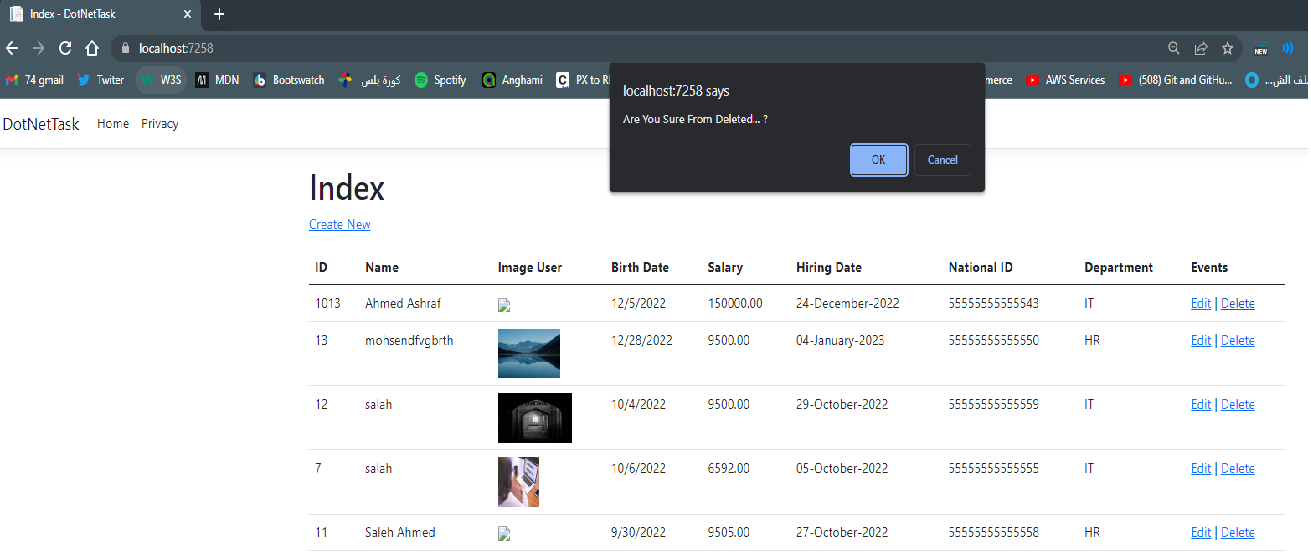 Index - DotNetTask
localhost:7258
NEW
74 gmail Twiter W3S MDN Bootswatch كورة بلس Spotify Anghami PX to RE merce AWS Services (508) Git and GitHu... لف الش...
localhost:7258 says
Are You Sure From Deleted... ?
OK Cancel
DotNetTask Home Privacy
Index
Create New
ID Name Image User Birth Date Salary Hiring Date National ID Department Events
1013 Ahmed Ashraf 12/5/2022 150000.00 24-December-2022 55555555555543 IT Edit | Delete
13 mohsendfvgbrth 12/28/2022 9500.00 04-January-2023 55555555555550 HR Edit | Delete
12 salah 10/4/2022 9500.00 29-October-2022 55555555555559 IT Edit | Delete
7 salah 10/6/2022 6592.00 05-October-2022 55555555555555 IT Edit | Delete
11 Saleh Ahmed 9/30/2022 9505.00 27-October-2022 55555555555558 HR Edit | Delete